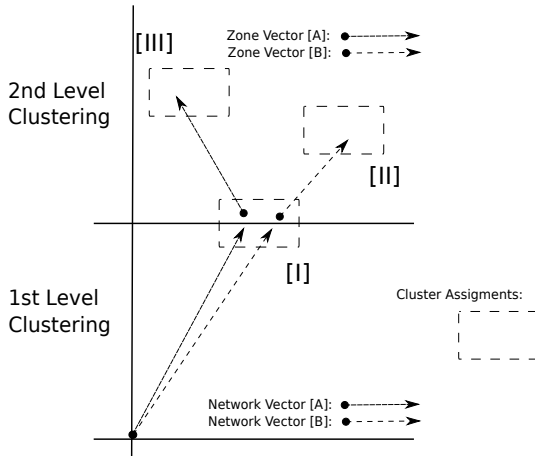 [III]
Zone Vector [A]:
Zone Vector [B]:
2nd Level
Clustering
[II]
[I]
1st Level
Clustering
Cluster Assigments:
Network Vector [A]:
Network Vector [B]: